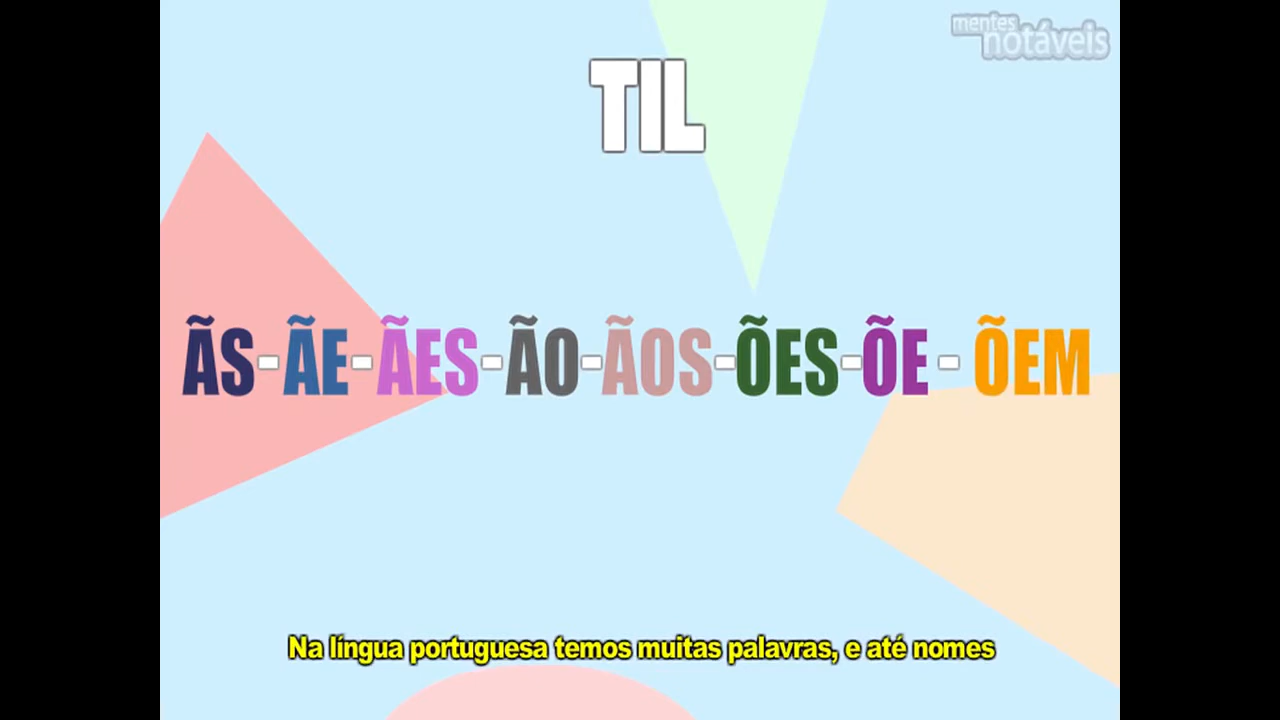 mentes
notáveis
TIL
ÃS-ÃE-ÃES-ÃO-ÃOS-ÕES-ÕE - ÕEM
Na língua portuguesa temos muitas palavras, e até nomes